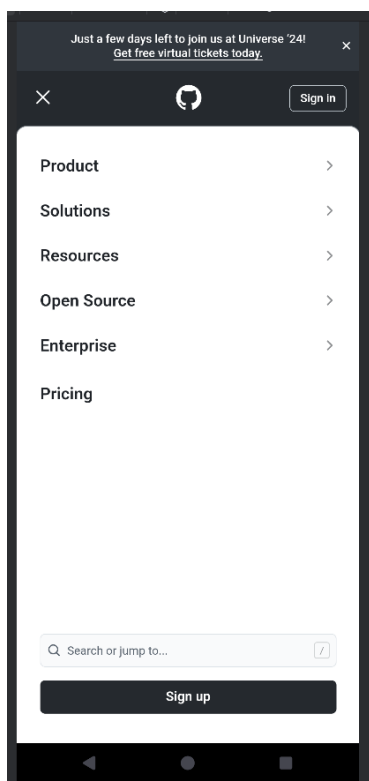 Just a few days left to join us at Universe '24!
Get free virtual tickets today.
Sign in
Product
Solutions
Resources
Open Source
Enterprise
Pricing
Search or jump to...
/
Sign up